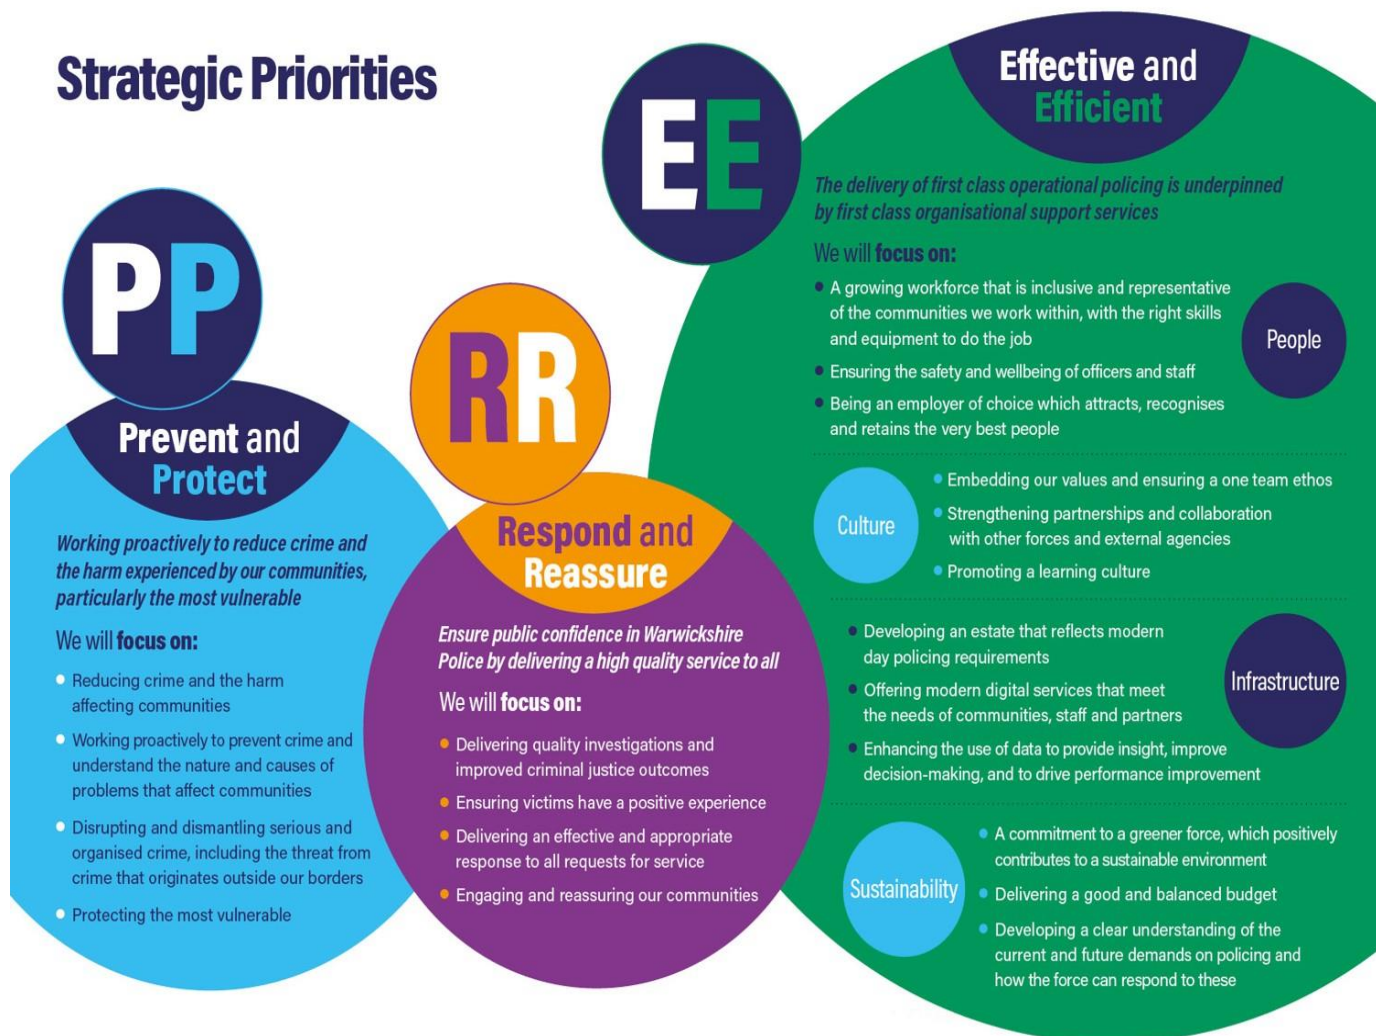 Strategic Priorities
PP
Prevent and
Protect
Working proactively to reduce crime and
the harm experienced by our communities,
particularly the most vulnerable
We will focus on:
Reducing crime and the harm
affecting communities
Working proactively to prevent crime and
understand the nature and causes of
problems that affect communities
Disrupting and dismantling serious and
organised crime, including the threat from
crime that originates outside our borders
Protecting the most vulnerable
RR
Respond and
Reassure
Ensure public confidence in Warwickshire
Police by delivering a high quality service to all
We will focus on:
Delivering quality investigations and
improved criminal justice outcomes
Ensuring victims have a positive experience
Delivering an effective and appropriate
response to all requests for service
Engaging and reassuring our communities
EE
Effective and
Efficient
The delivery of first class operational policing is underpinned
by first class organisational support services
We will focus on:
A growing workforce that is inclusive and representative
of the communities we work within, with the right skills
and equipment to do the job
Ensuring the safety and wellbeing of officers and staff
Being an employer of choice which attracts, recognises
and retains the very best people
People
Culture
Embedding our values and ensuring a one team ethos
Strengthening partnerships and collaboration
with other forces and external agencies
Promoting a learning culture
Developing an estate that reflects modern
day policing requirements
Offering modern digital services that meet
the needs of communities, staff and partners
Enhancing the use of data to provide insight, improve
decision-making, and to drive performance improvement
Infrastructure
Sustainability
A commitment to a greener force, which positively
contributes to a sustainable environment
Delivering a good and balanced budget
Developing a clear understanding of the
current and future demands on policing and
how the force can respond to these